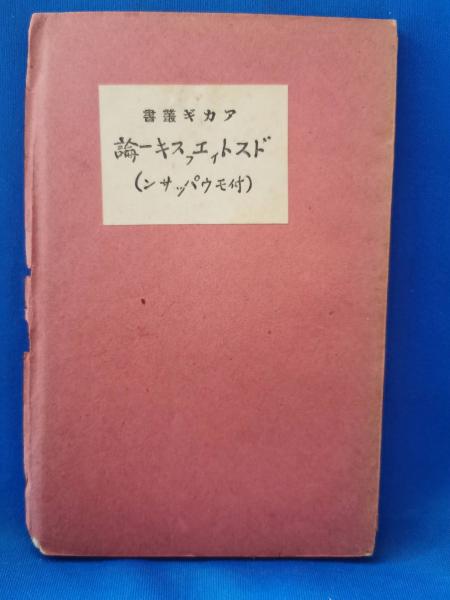 アカギ叢書
ドストィエフスキー論
(付モウパッサン)